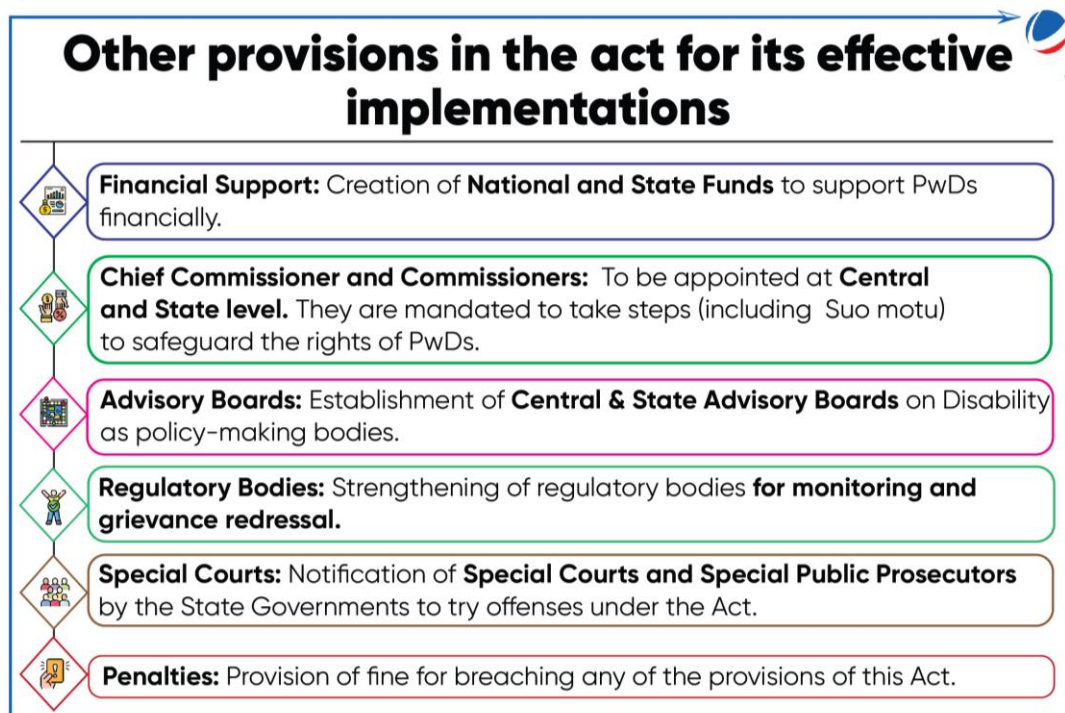 Other provisions in the act for its effective
implementations
Financial Support: Creation of National and State Funds to support PwDs
financially.
Chief Commissioner and Commissioners: To be appointed at Central
and State level. They are mandated to take steps (including Suo motu)
to safeguard the rights of PwDs.
Advisory Boards: Establishment of Central & State Advisory Boards on Disability
as policy-making bodies.
Regulatory Bodies: Strengthening of regulatory bodies for monitoring and
grievance redressal.
Special Courts: Notification of Special Courts and Special Public Prosecutors
by the State Governments to try offenses under the Act.
Penalties: Provision of fine for breaching any of the provisions of this Act.